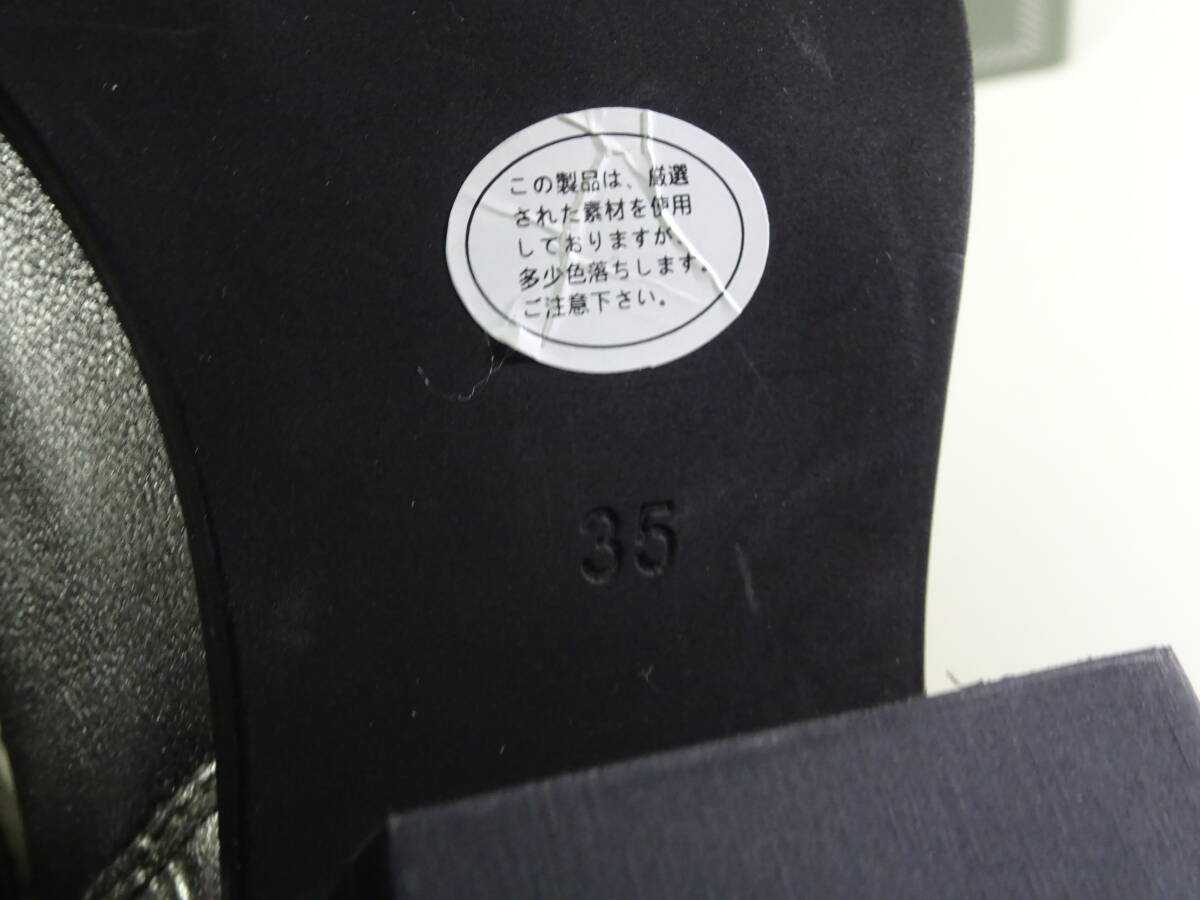 この製品は、厳選
された素材を使用
しておりますが、
多少色落ちします。
ご注意下さい。
35